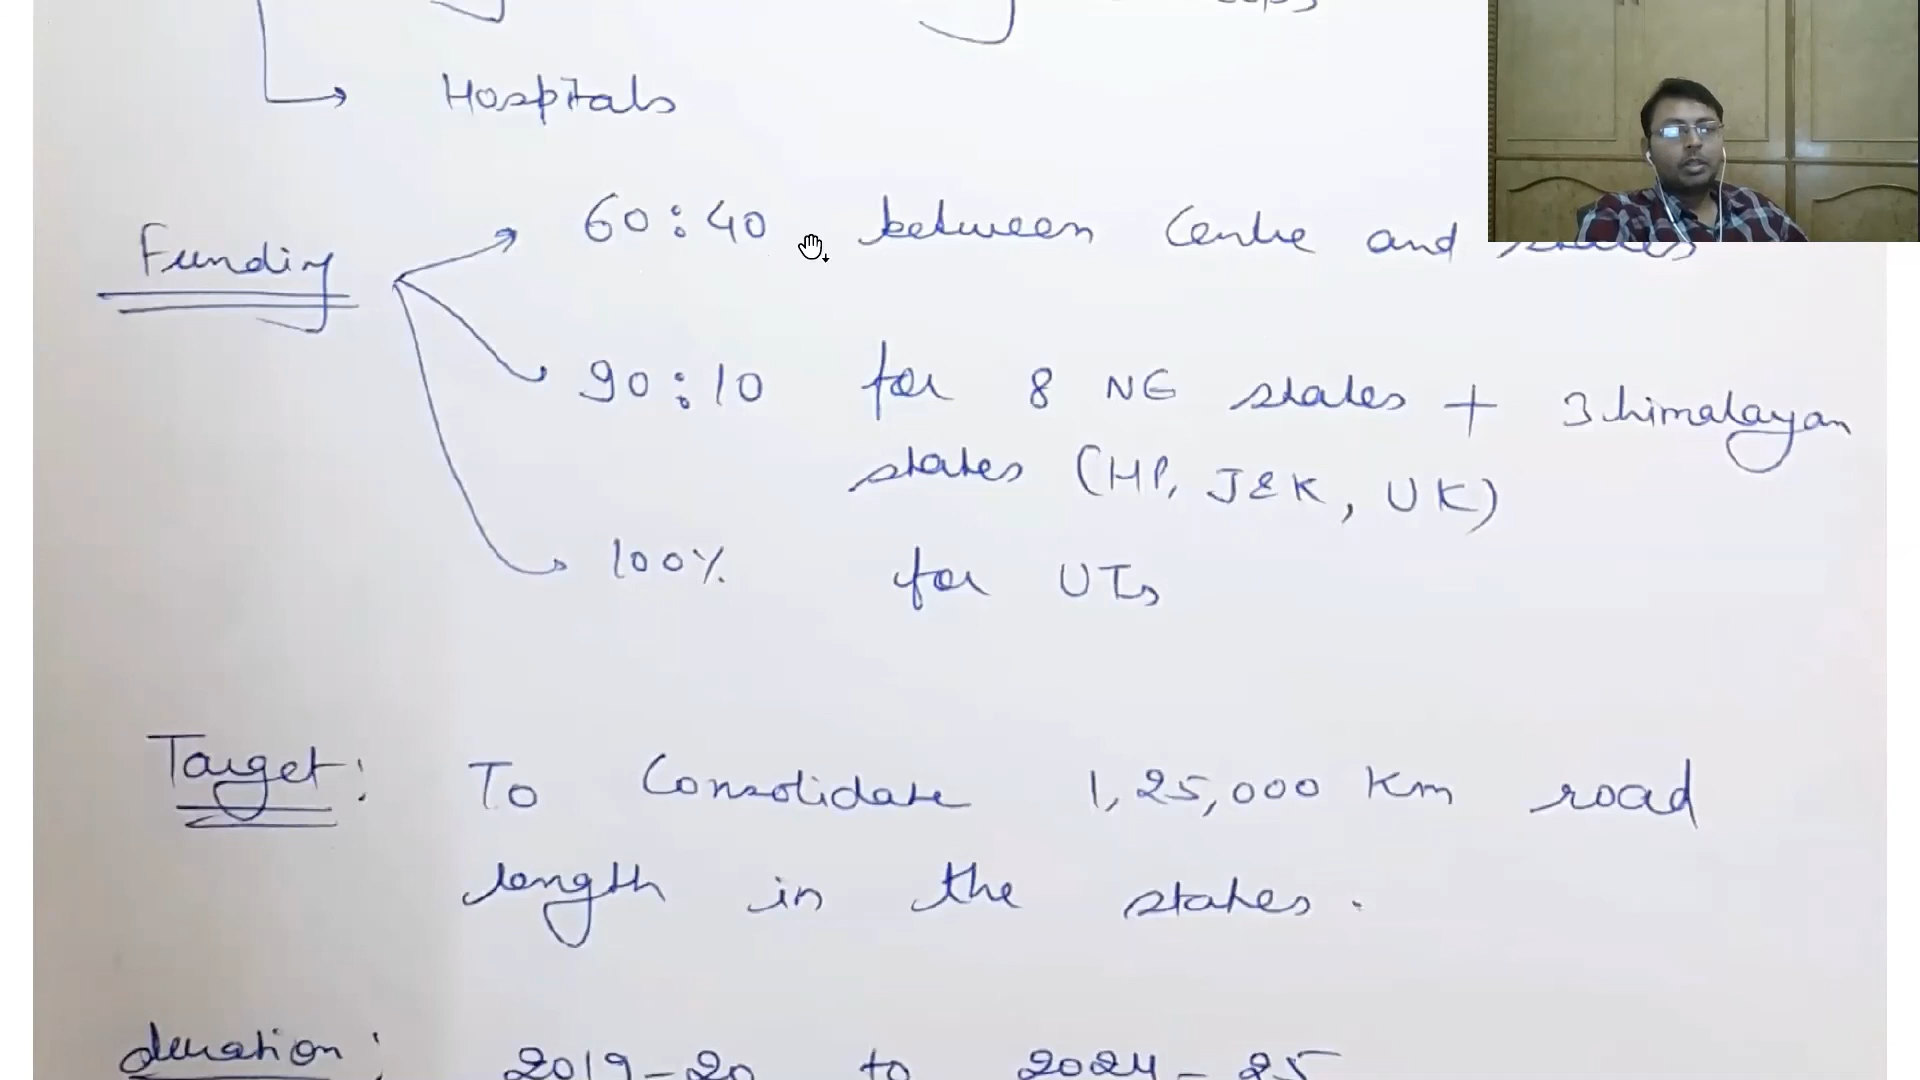 Hospitals
Funding
60:40 between Centre and states
90:10 for 8 NE states + 3 himalayan
states (HP, J&K, UK)
100% for UTs
Target: To Consolidate 1,25,000 Km road
length in the states.
duration: 2019-20 to 2024-25